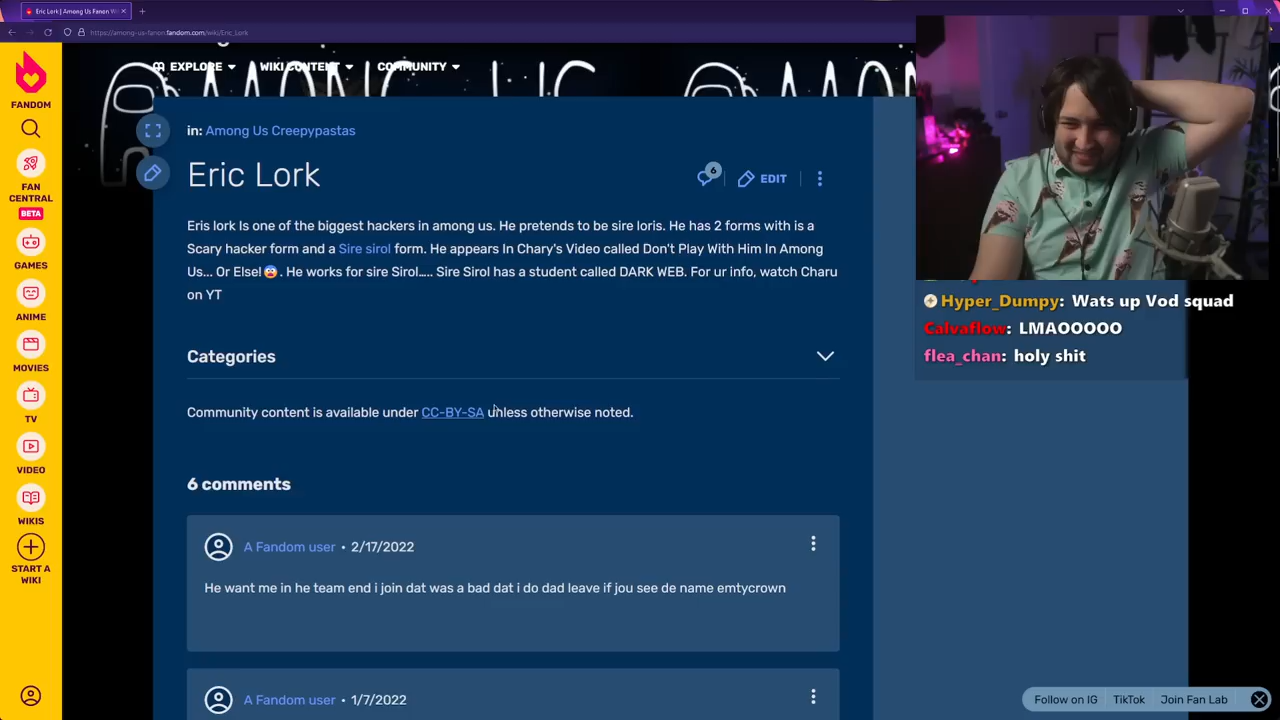 Eric Lork | Among Us Fanon Wi
https://among-us-fanon.fandom.com/wiki/Eric_Lork
FANDOM
FAN
CENTRAL
BETA
GAMES
ANIME
MOVIES
TV
VIDEO
WIKIS
START A
WIKI
EXPLORE
WIKI CONTENT
COMMUNITY
in: Among Us Creepypastas
Eric Lork
6
EDIT
Eris lork Is one of the biggest hackers in among us. He pretends to be sire loris. He has 2 forms with is a
Scary hacker form and a Sire sirol form. He appears In Chary's Video called Don't Play With Him In Among
Us... Or Else!😨. He works for sire Sirol.... Sire Sirol has a student called DARK WEB. For ur info, watch Charu
on YT
Categories
Community content is available under CC-BY-SA unless otherwise noted.
6 comments
A Fandom user • 2/17/2022
He want me in he team end i join dat was a bad dat i do dad leave if jou see de name emtycrown
A Fandom user • 1/7/2022
Hyper_Dumpy: Wats up Vod squad
Calvaflow: LMAOOOOO
flea_chan: holy shit
Follow on IG
TikTok
Join Fan Lab